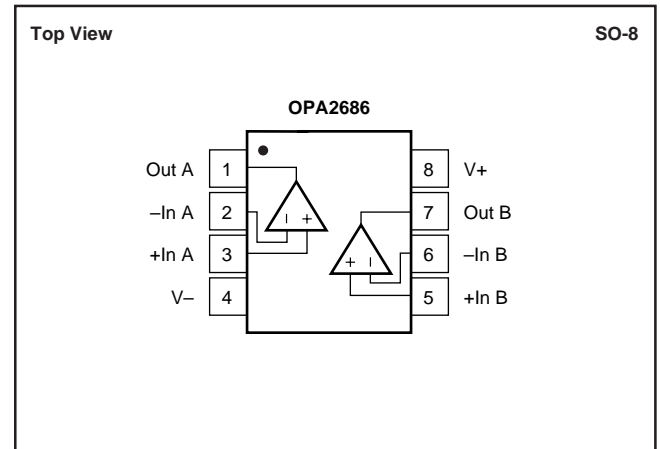 Top View SO-8
OPA2686
Out A 1 8 V+
–In A 2 7 Out B
+In A 3 6 –In B
V– 4 5 +In B
– +
+ –